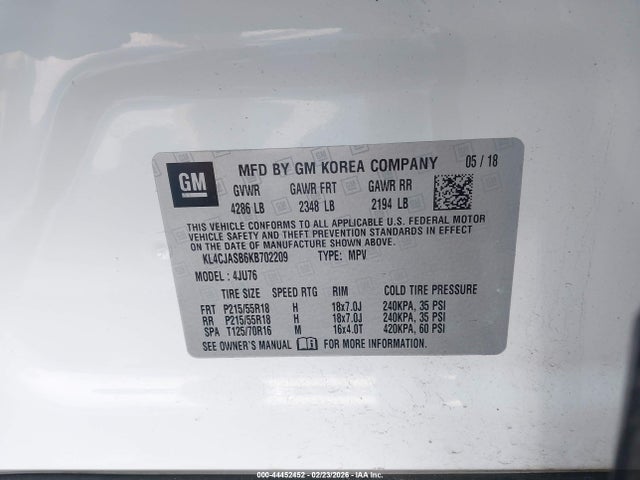 GM MFD BY GM KOREA COMPANY 05 / 18
GVWR GAWR FRT GAWR RR
4286 LB 2348 LB 2194 LB
THIS VEHICLE CONFORMS TO ALL APPLICABLE U.S. FEDERAL MOTOR
VEHICLE SAFETY AND THEFT PREVENTION STANDARDS IN EFFECT
ON THE DATE OF MANUFACTURE SHOWN ABOVE.
KL4CJASB6KB702209 TYPE: MPV
MODEL : 4JU76
TIRE SIZE SPEED RTG RIM COLD TIRE PRESSURE
FRT P215/55R18 H 18x7.0J 240KPA, 35 PSI
RR P215/55R18 H 18x7.0J 240KPA, 35 PSI
SPA T125/70R16 M 16x4.0T 420KPA, 60 PSI
SEE OWNER'S MANUAL FOR MORE INFORMATION
000-44452452 - 02/23/2026 - IAA Inc.